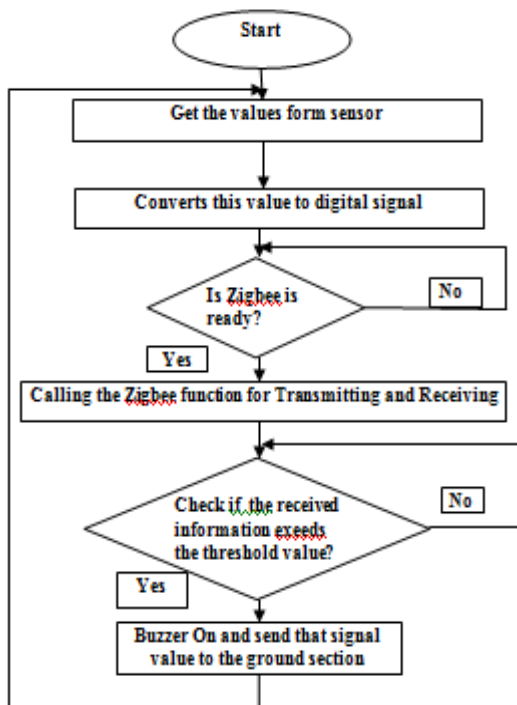 Start
Get the values form sensor
Converts this value to digital signal
Is Zigbee is
ready?
No
Yes
Calling the Zigbee function for Transmitting and Receiving
Check if the received
information exeeds
the threshold value?
No
Yes
Buzzer On and send that signal
value to the ground section